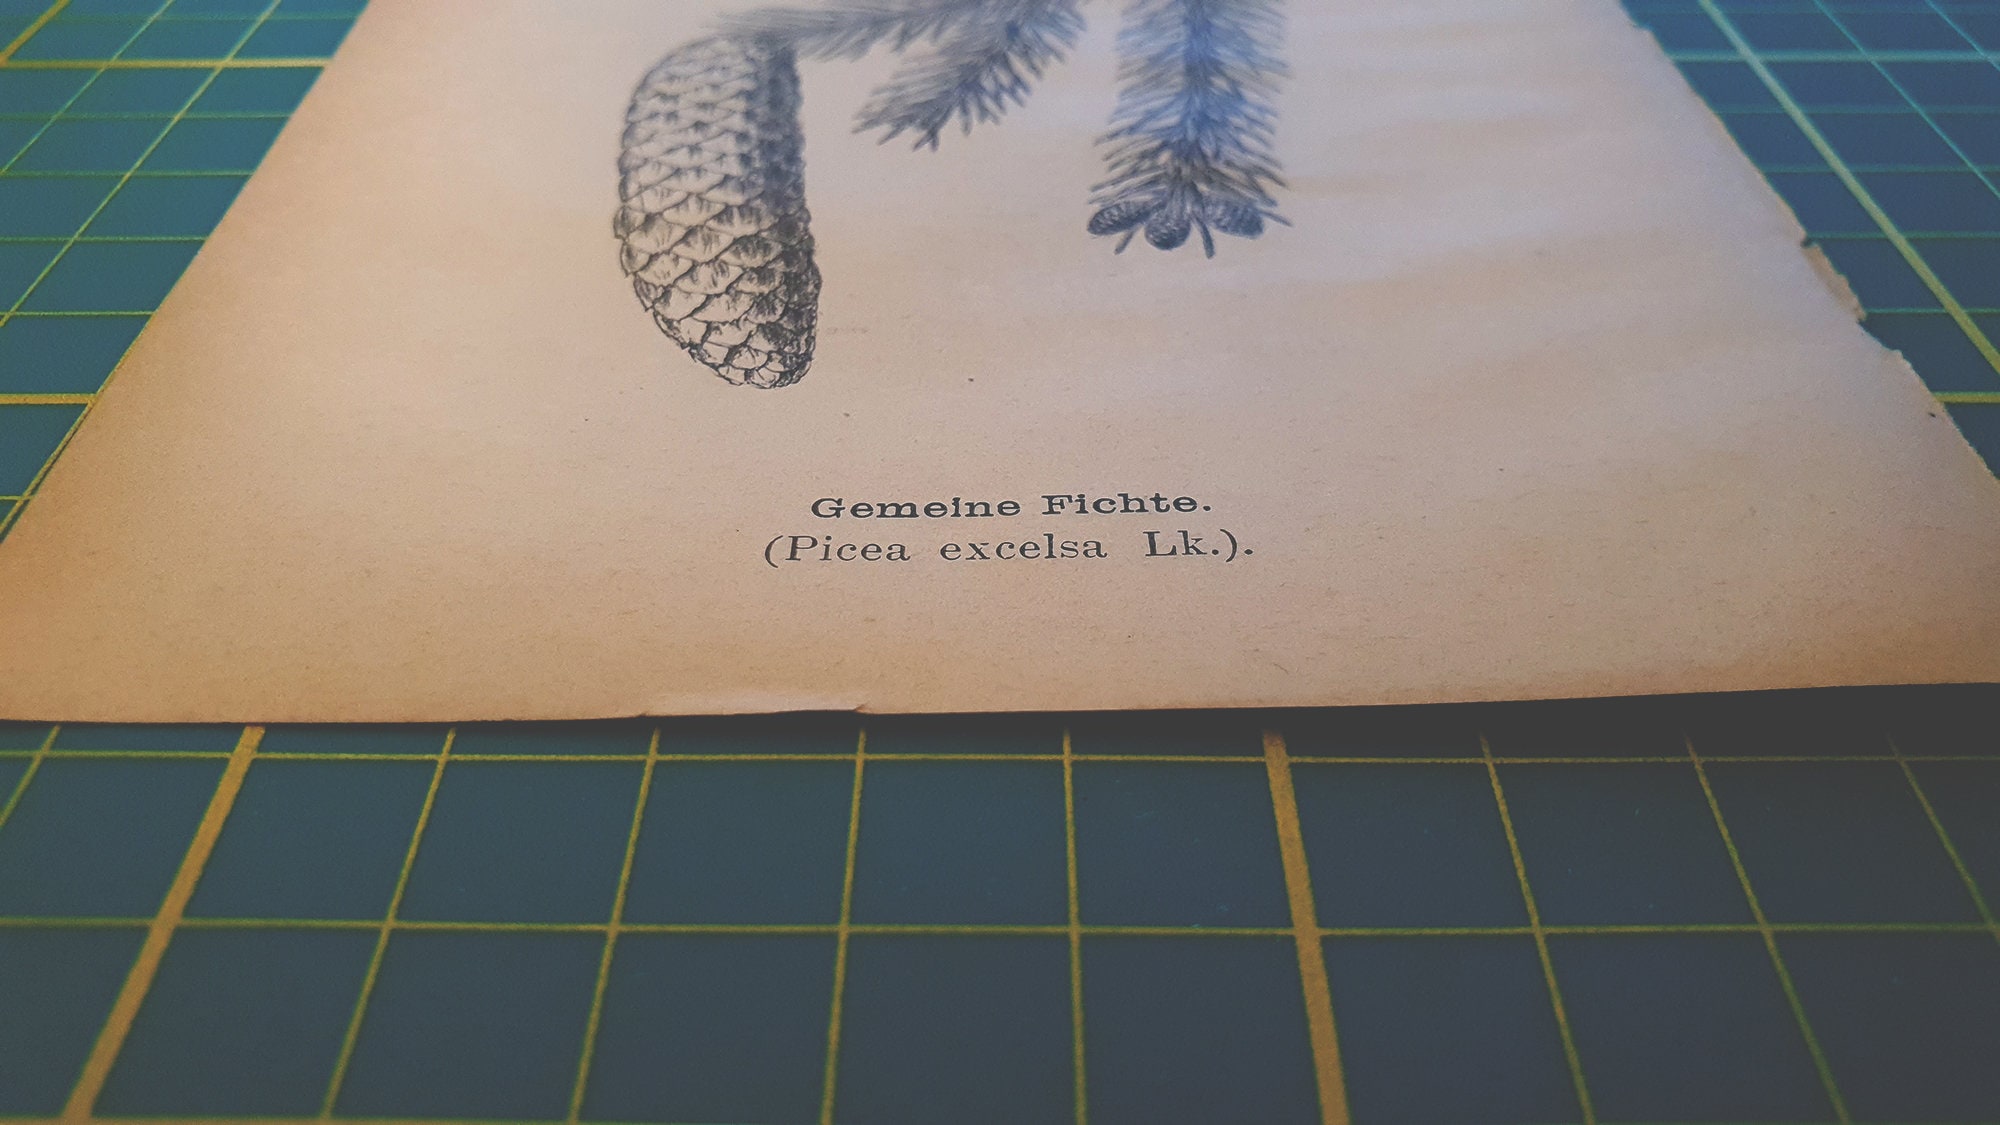 Gemeine Fichte.
(Picea excelsa Lk.).